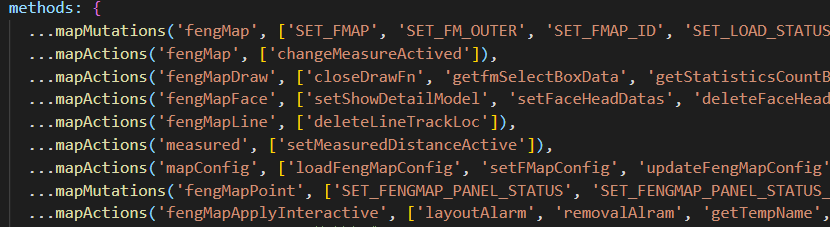 methods: {
...mapMutations('fengMap', ['SET_FMAP', 'SET_FM_OUTER', 'SET_FMAP_ID', 'SET_LOAD_STATUS
...mapActions('fengMap', ['changeMeasureActived']),
...mapActions('fengMapDraw', ['closeDrawFn', 'getfmSelectBoxData', 'getStatisticsCountB
...mapActions('fengMapFace', ['setShowDetailModel', 'setFaceHeadDatas', 'deleteFaceHead
...mapActions('fengMapLine', ['deleteLineTrackLoc']),
...mapActions('measured', ['setMeasuredDistanceActive']),
...mapActions('mapConfig', ['loadFengMapConfig', 'setFMapConfig', 'updateFengMapConfig'
...mapMutations('fengMapPoint', ['SET_FENGMAP_PANEL_STATUS', 'SET_FENGMAP_PANEL_STATUS_
...mapActions('fengMapApplyInteractive', ['layoutAlarm', 'removalAlram', 'getTempName',